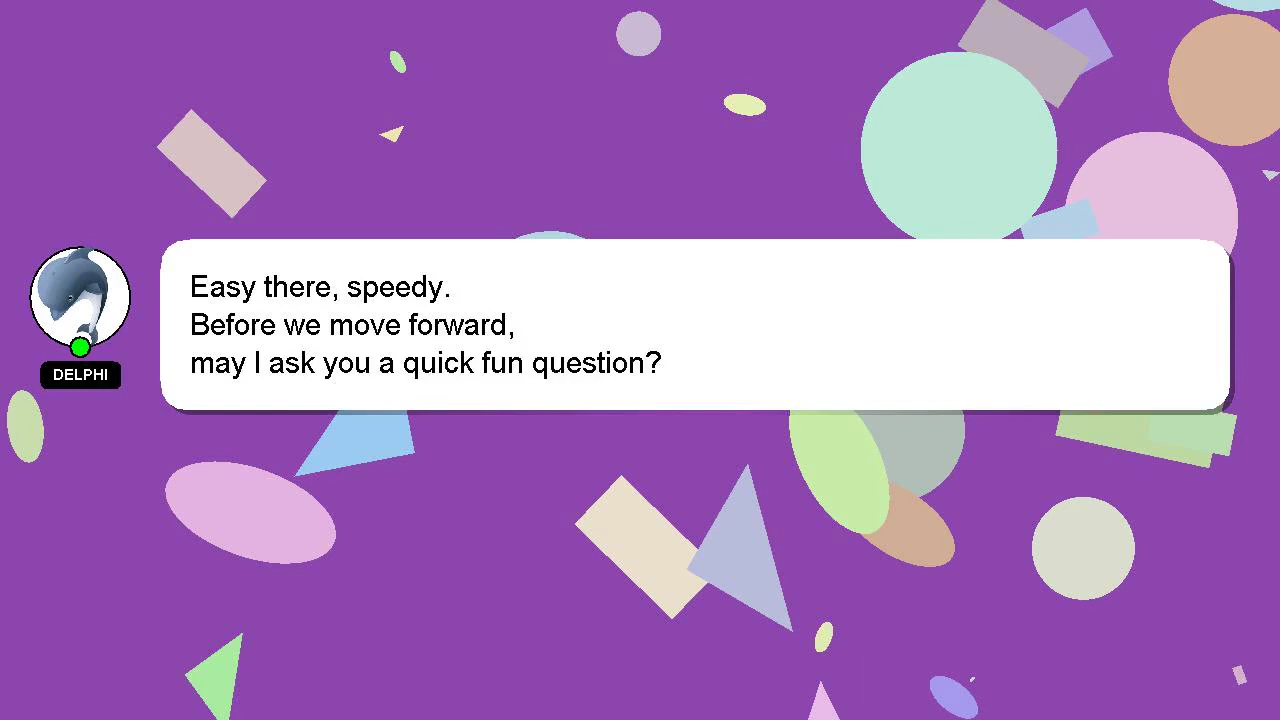 Easy there, speedy.
Before we move forward,
may I ask you a quick fun question?
DELPHI